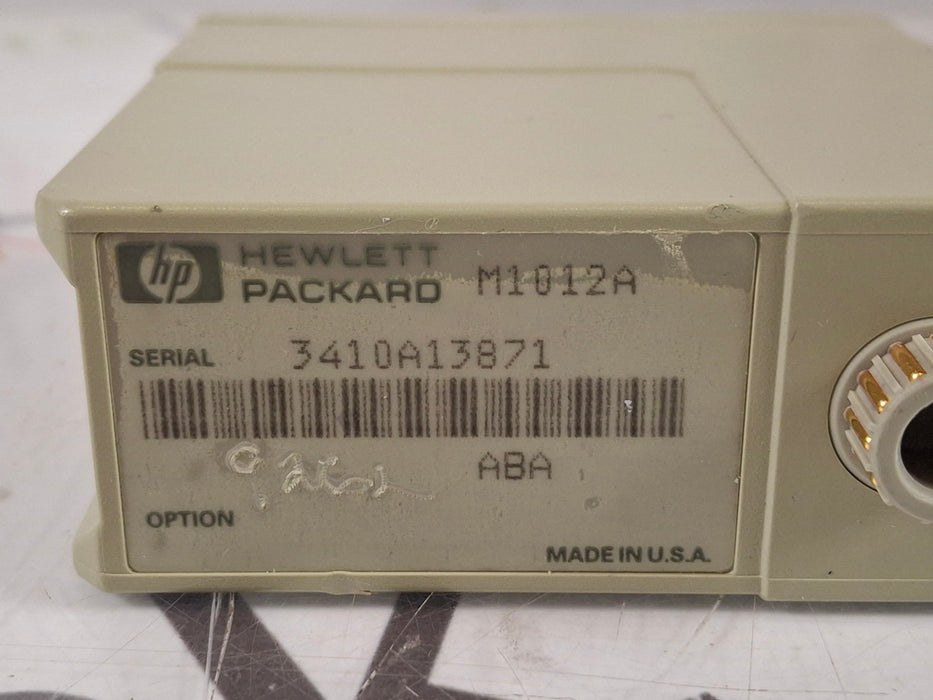 hp HEWLETT
PACKARD M1012A
SERIAL 3410A13871
ABA
OPTION
MADE IN U.S.A.